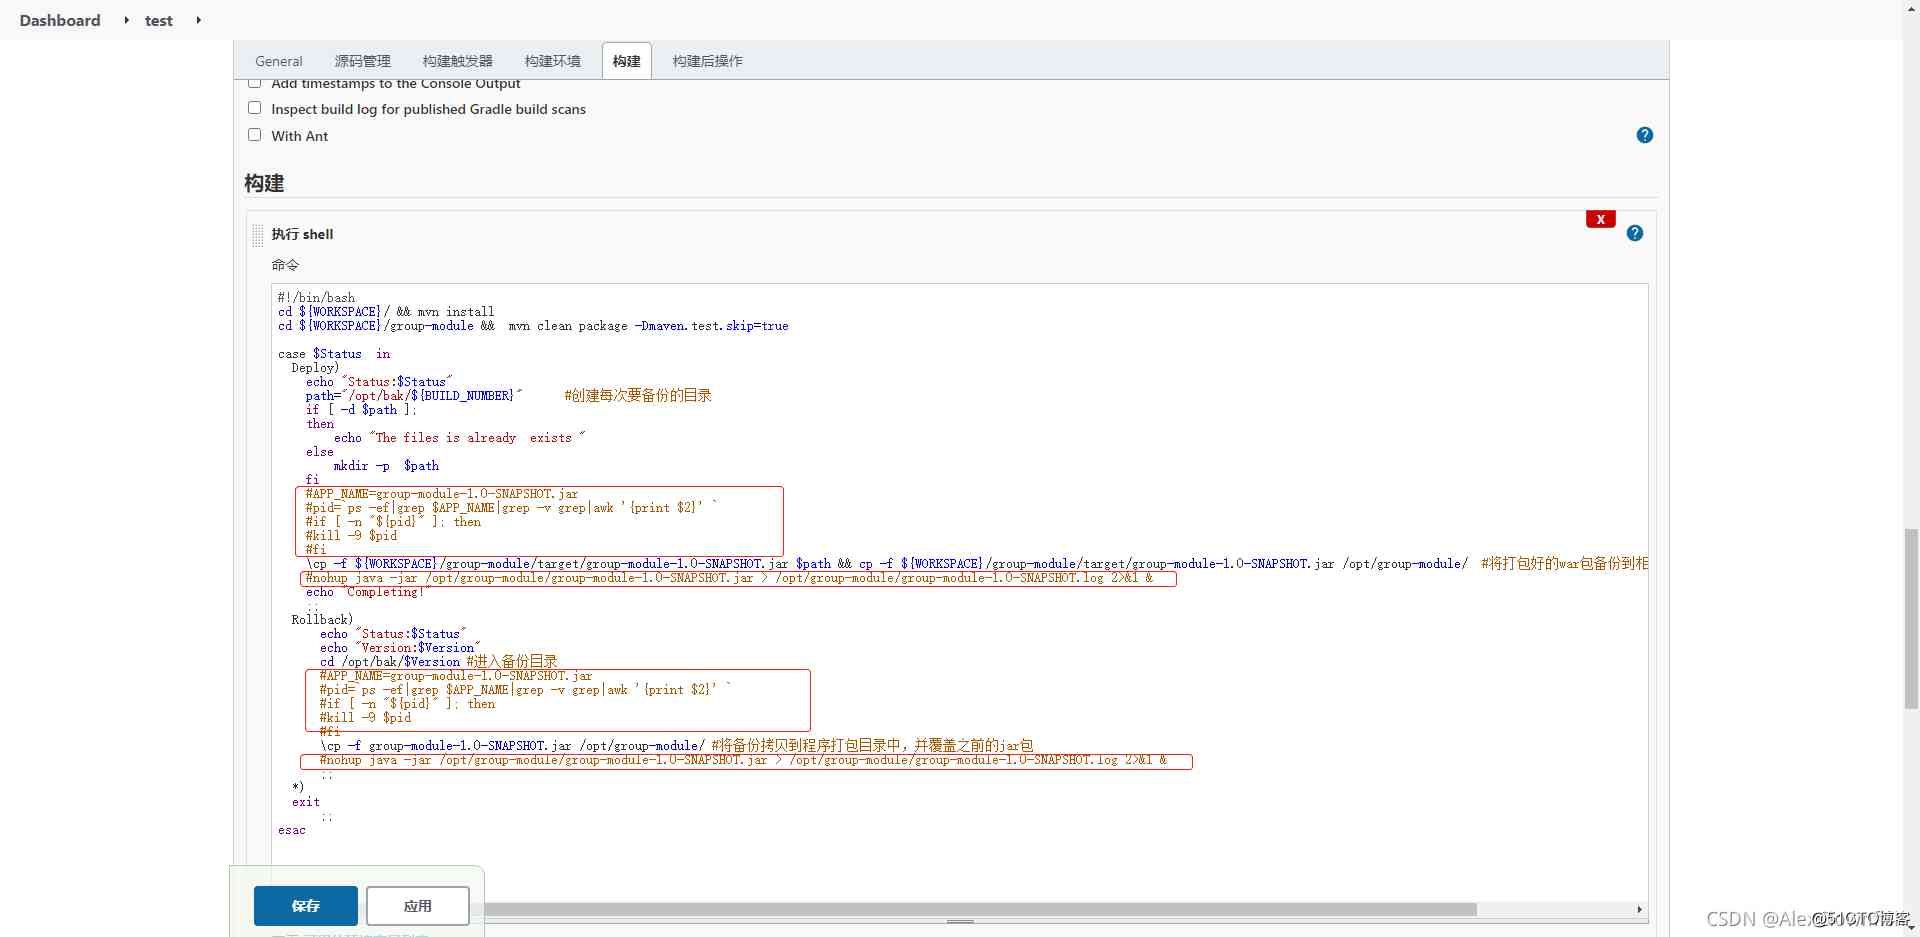 Dashboard test
General 源码管理 构建触发器 构建环境 构建 构建后操作
Add timestamps to the Console Output
Inspect build log for published Gradle build scans
With Ant
?
构建
X
执行 shell
?
命令
#!/bin/bash
cd ${WORKSPACE}/ && mvn install
cd ${WORKSPACE}/group-module &&  mvn clean package -Dmaven.test.skip=true
case $Status  in
Deploy)
echo "Status:$Status"
path="/opt/bak/${BUILD_NUMBER}"      #创建每次要备份的目录
if [ -d $path ];
then
echo "The files is already  exists "
else
mkdir -p  $path
fi
#APP_NAME=group-module-1.0-SNAPSHOT.jar
#pid=`ps -ef|grep $APP_NAME|grep -v grep|awk '{print $2}' `
#if [ -n "${pid}" ]; then
#kill -9 $pid
#fi
\cp -f ${WORKSPACE}/group-module/target/group-module-1.0-SNAPSHOT.jar $path && cp -f ${WORKSPACE}/group-module/target/group-module-1.0-SNAPSHOT.jar /opt/group-module/  #将打包好的war包备份到相
#nohup java -jar /opt/group-module/group-module-1.0-SNAPSHOT.jar > /opt/group-module/group-module-1.0-SNAPSHOT.log 2>&1 &
echo "Completing!"
;;
Rollback)
echo "Status:$Status"
echo "Version:$Version"
cd /opt/bak/$Version #进入备份目录
#APP_NAME=group-module-1.0-SNAPSHOT.jar
#pid=`ps -ef|grep $APP_NAME|grep -v grep|awk '{print $2}' `
#if [ -n "${pid}" ]; then
#kill -9 $pid
#fi
\cp -f group-module-1.0-SNAPSHOT.jar /opt/group-module/ #将备份拷贝到程序打包目录中，并覆盖之前的jar包
#nohup java -jar /opt/group-module/group-module-1.0-SNAPSHOT.jar > /opt/group-module/group-module-1.0-SNAPSHOT.log 2>&1 &
;;
*)
exit
;;
esac
保存 应用
CSDN @Alex @51CTO博客